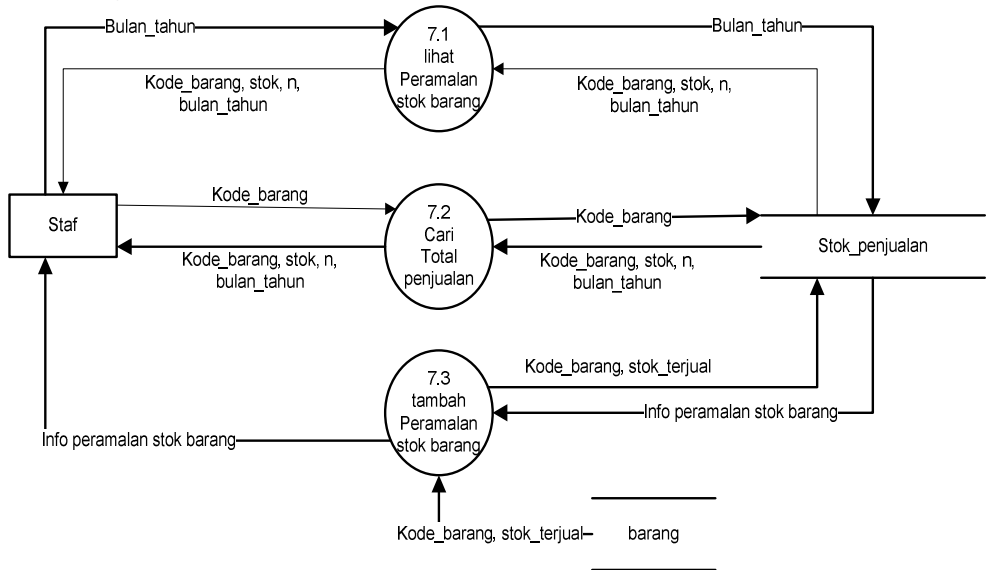 Bulan_tahun
7.1
lihat
Peramalan
stok barang
Bulan_tahun
Kode_barang, stok, n,
bulan_tahun
Kode_barang, stok, n,
bulan_tahun
Staf
Kode_barang
7.2
Cari
Total
penjualan
Kode_barang
Stok_penjualan
Kode_barang, stok, n,
bulan_tahun
Kode_barang, stok, n,
bulan_tahun
7.3
tambah
Peramalan
stok barang
Kode_barang, stok_terjual
Info peramalan stok barang
Info peramalan stok barang
Kode_barang, stok_terjual
barang